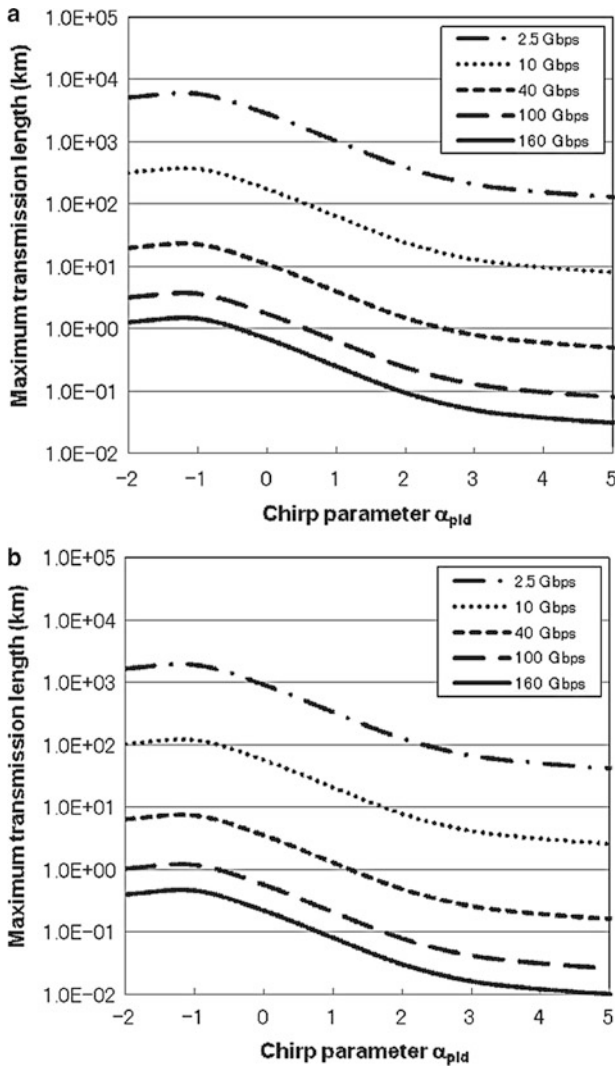 a
Maximum transmission length (km)
1.0E+05
1.0E+04
1.0E+03
1.0E+02
1.0E+01
1.0E+00
1.0E−01
1.0E−02
2.5 Gbps
10 Gbps
40 Gbps
100 Gbps
160 Gbps
−2 −1 0 1 2 3 4 5
Chirp parameter αpld
b
Maximum transmission length (km)
1.0E+05
1.0E+04
1.0E+03
1.0E+02
1.0E+01
1.0E+00
1.0E−01
1.0E−02
2.5 Gbps
10 Gbps
40 Gbps
100 Gbps
160 Gbps
−2 −1 0 1 2 3 4 5
Chirp parameter αpld